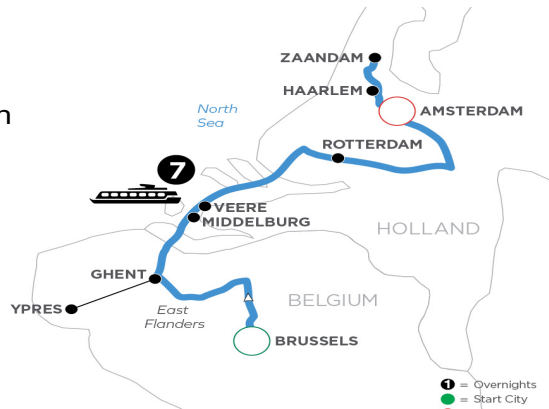 ZAANDAM
HAARLEM
North
Sea
AMSTERDAM
n
ROTTERDAM
7
VEERE
MIDDELBURG
HOLLAND
GHENT
BELGIUM
YPRES
East
Flanders
BRUSSELS
1 = Overnights
= Start City